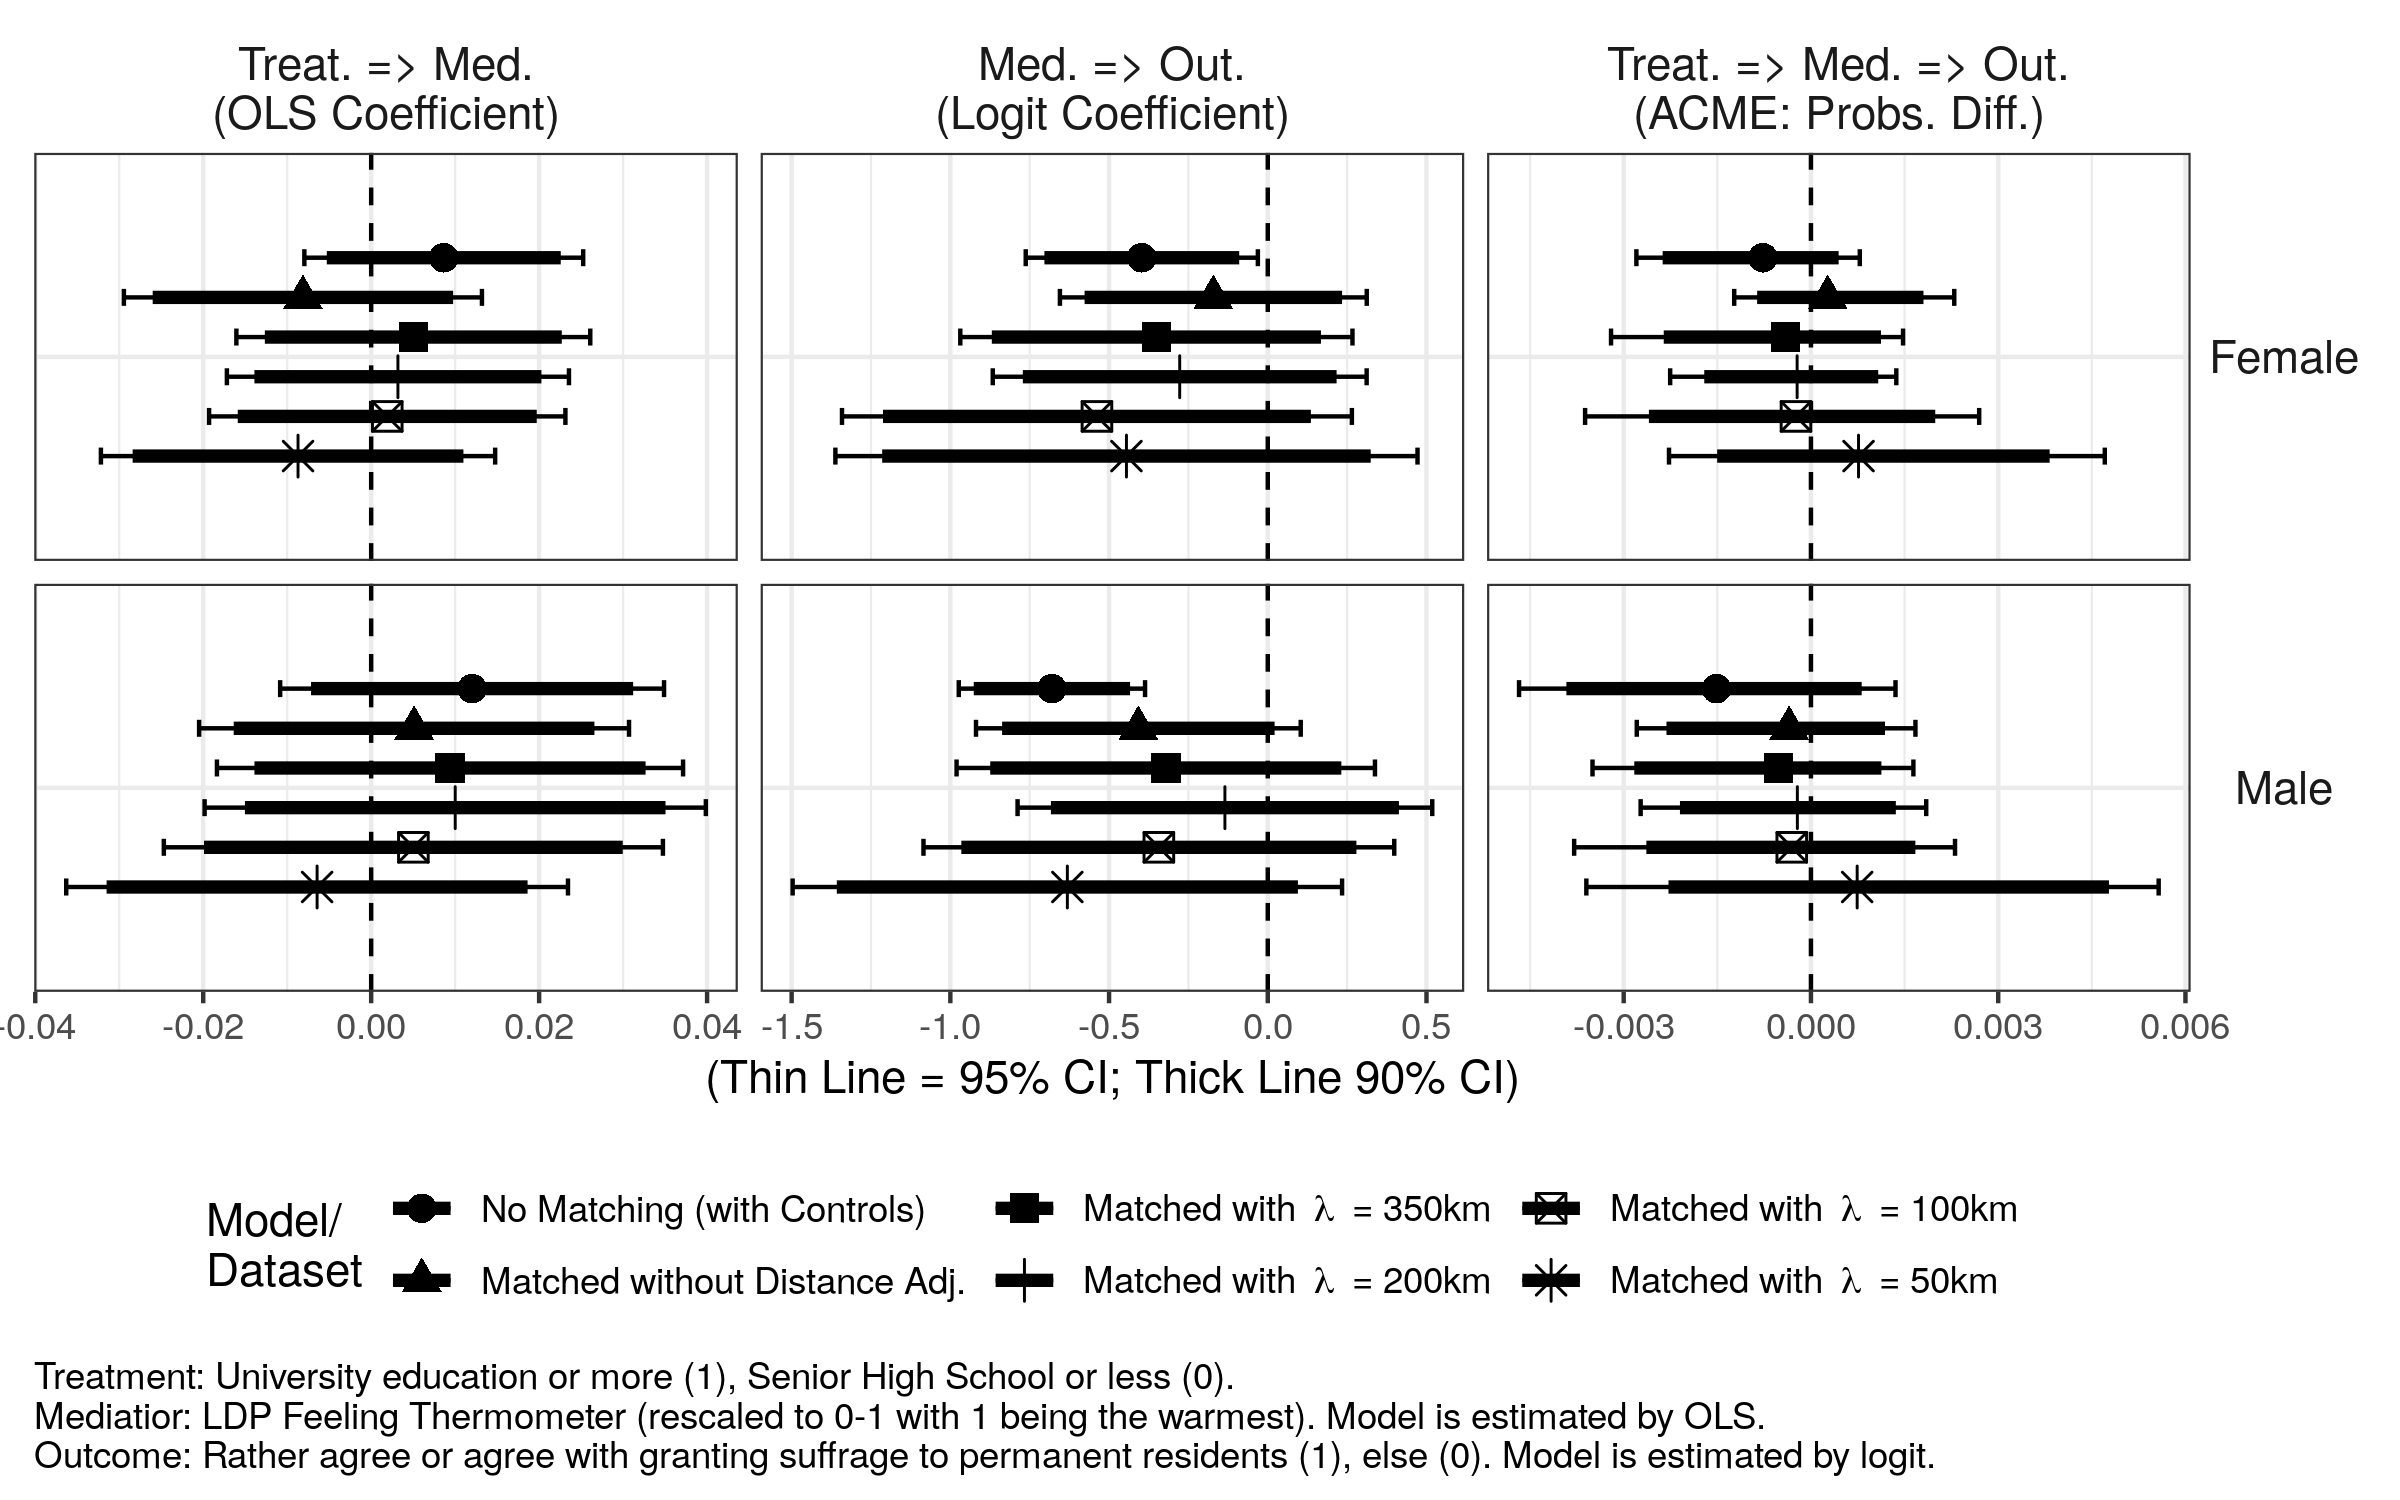 Treat. => Med.
(OLS Coefficient)
Med. => Out.
(Logit Coefficient)
Treat. => Med. => Out.
(ACME: Probs. Diff.)
Female
Male
-0.04 -0.02 0.00 0.02 0.04 -1.5 -1.0 -0.5 0.0 0.5 -0.003 0.000 0.003 0.006
(Thin Line = 95% CI; Thick Line 90% CI)
Model/
Dataset
No Matching (with Controls)
Matched without Distance Adj.
Matched with λ = 350km
Matched with λ = 200km
Matched with λ = 100km
Matched with λ = 50km
Treatment: University education or more (1), Senior High School or less (0).
Mediatior: LDP Feeling Thermometer (rescaled to 0-1 with 1 being the warmest). Model is estimated by OLS.
Outcome: Rather agree or agree with granting suffrage to permanent residents (1), else (0). Model is estimated by logit.